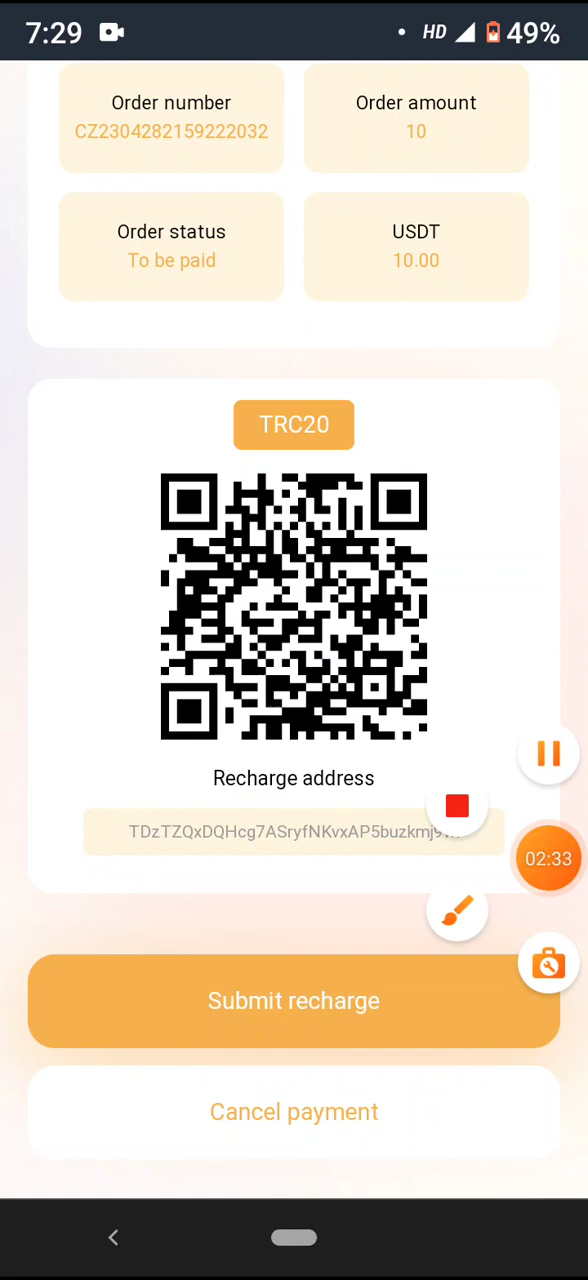 7:29 HD 49%
Order number
CZ2304282159222032
Order amount
10
Order status
To be paid
USDT
10.00
TRC20
Recharge address
02:33
Submit recharge
Cancel payment